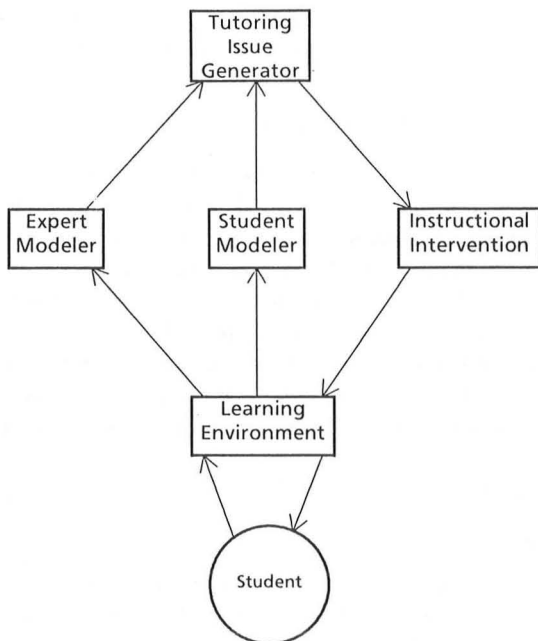 Tutoring
Issue
Generator
Expert
Modeler
Student
Modeler
Instructional
Intervention
Learning
Environment
Student